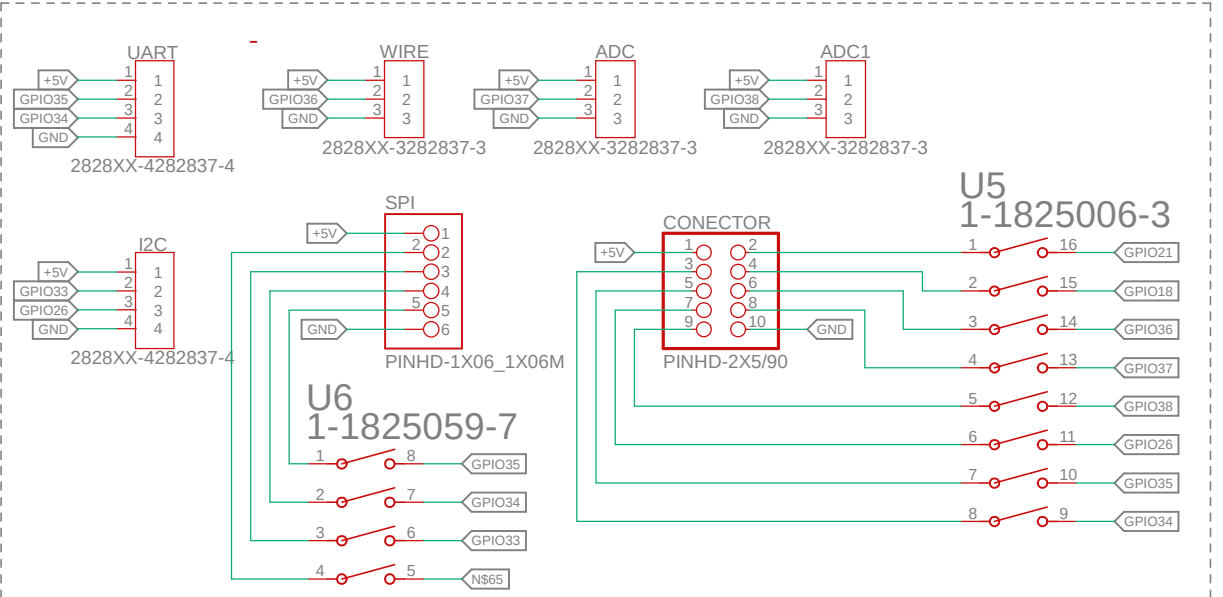 UART
+5V 1 1
GPIO35 2 2
GPIO34 3 3
GND 4 4
2828XX-4282837-4
WIRE
+5V 1 1
GPIO36 2 2
GND 3 3
2828XX-3282837-3
ADC
+5V 1 1
GPIO37 2 2
GND 3 3
2828XX-3282837-3
ADC1
+5V 1 1
GPIO38 2 2
GND 3 3
2828XX-3282837-3
I2C
+5V 1 1
GPIO33 2 2
GPIO26 3 3
GND 4 4
2828XX-4282837-4
SPI
+5V 1
2 2
3
4
5 5
GND 6
PINHD-1X06_1X06M
CONECTOR
+5V 1 2
3 4
5 6
7 8
9 10 GND
PINHD-2X5/90
U5
1-1825006-3
1 16 GPIO21
2 15 GPIO18
3 14 GPIO36
4 13 GPIO37
5 12 GPIO38
6 11 GPIO26
7 10 GPIO35
8 9 GPIO34
U6
1-1825059-7
1 8 GPIO35
2 7 GPIO34
3 6 GPIO33
4 5 N$65